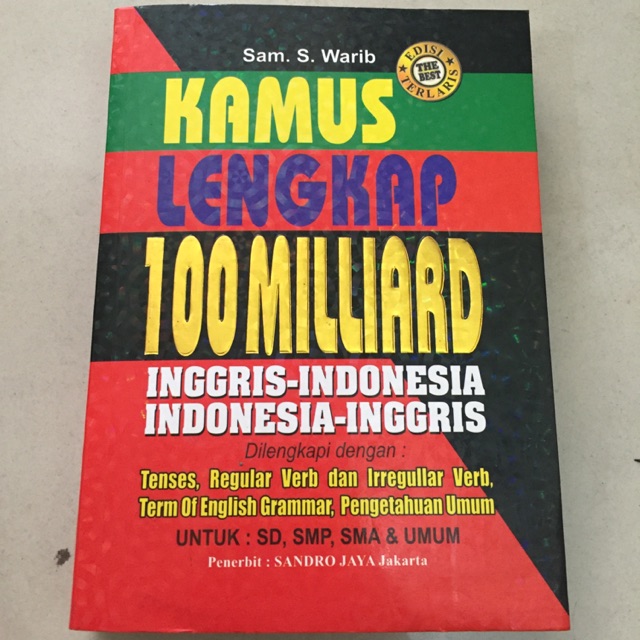 Sam. S. Warib
EDISI
THE
BEST
TERLARIS
KAMUS
LENGKAP
100 MILLIARD
INGGRIS-INDONESIA
INDONESIA-INGGRIS
Dilengkapi dengan :
Tenses, Regular Verb dan Irregullar Verb,
Term Of English Grammar, Pengetahuan Umum
UNTUK : SD, SMP, SMA & UMUM
Penerbit : SANDRO JAYA Jakarta